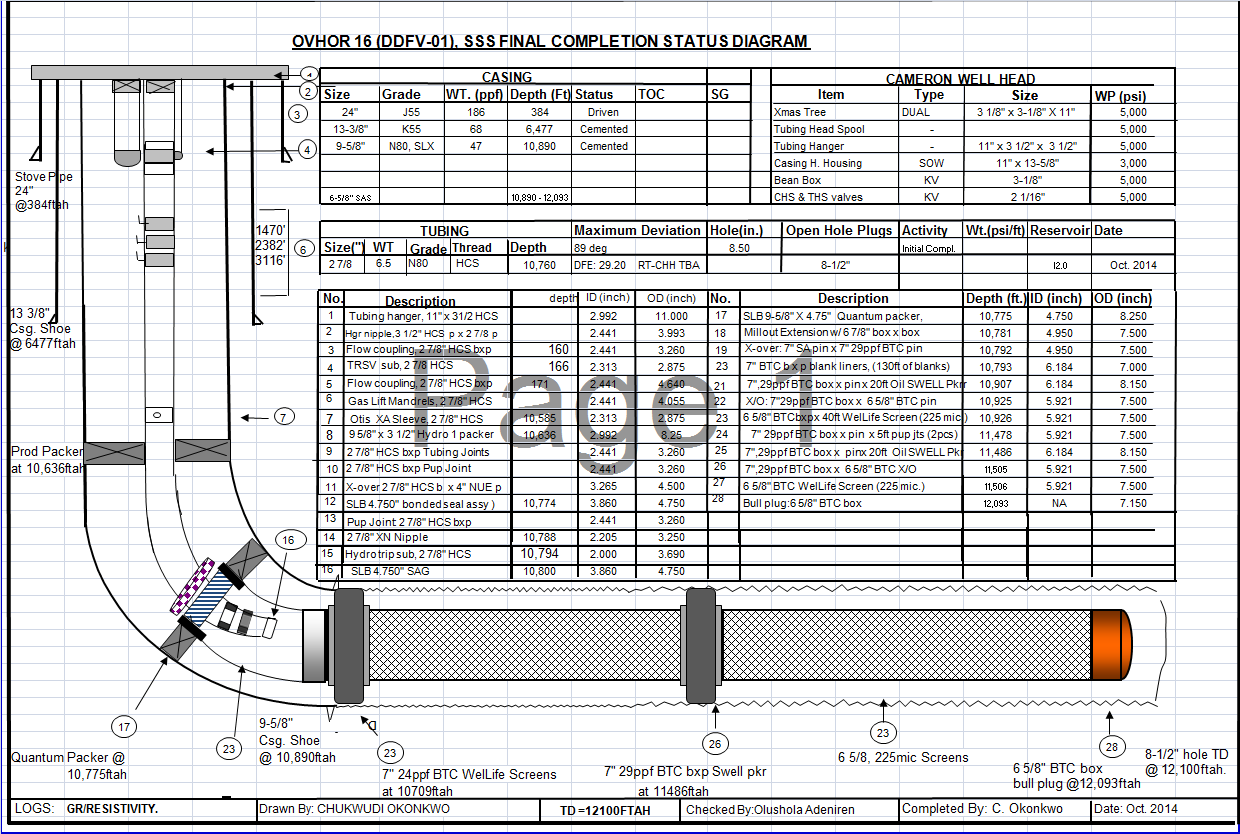 OVHOR 16 (DDFV-01), SSS FINAL COMPLETION STATUS DIAGRAM
CASING
Size Grade WT. (ppf) Depth (Ft) Status TOC SG
24" J55 186 384 Driven
13-3/8" K55 68 6,477 Cemented
9-5/8" N80, SLX 47 10,890 Cemented
6-5/8" SAS 10,890 - 12,093
CAMERON WELL HEAD
Item Type Size WP (psi)
Xmas Tree DUAL 3 1/8" x 3-1/8" X 11" 5,000
Tubing Head Spool - 5,000
Tubing Hanger - 11" x 3 1/2" x 3 1/2" 5,000
Casing H. Housing SOW 11" x 13-5/8" 3,000
Bean Box KV 3-1/8" 5,000
CHS & THS valves KV 2 1/16" 5,000
TUBING Maximum Deviation Hole(in.) Open Hole Plugs Activity Wt.(psi/ft) Reservoir Date
Size(") WT Grade Thread Depth 89 deg 8.50 Initial Compl.
2 7/8 6.5 N80 HCS 10,760 DFE: 29.20 RT-CHH TBA 8-1/2" I2.0 Oct. 2014
No. Description depth ID (inch) OD (inch)
1 Tubing hanger, 11" x 31/2 HCS 2.992 11.000
2 Hgr nipple,3 1/2" HCS p x 2 7/8 p 2.441 3.993
3 Flow coupling, 2 7/8" HCS bxp 160 2.441 3.260
4 TRSV sub, 2 7/8 HCS 166 2.313 2.875
5 Flow coupling, 2 7/8" HCS bxp 171 2.441 4.640
6 Gas Lift Mandrels, 2 7/8" HCS 2.441 4.055
7 Otis XA Sleeve, 2 7/8" HCS 10,585 2.313 2.875
8 9 5/8" x 3 1/2" Hydro 1 packer 10,636 2.992 8.25
9 2 7/8" HCS bxp Tubing Joints 2.441 3.260
10 2 7/8" HCS bxp Pup Joint 2.441 3.260
11 X-over 2 7/8" HCS b x 4" NUE p 3.265 4.500
12 SLB 4.750" bonded seal assy ) 10,774 3.860 4.750
13 Pup Joint 2 7/8" HCS bxp 2.441 3.260
14 2 7/8" XN Nipple 10,788 2.205 3.250
15 Hydro trip sub, 2 7/8" HCS 10,794 2.000 3.690
16 SLB 4.750" SAG 10,800 3.860 4.750
No. Description Depth (ft.) ID (inch) OD (inch)
17 SLB 9-5/8" X 4.75" Quantum packer, 10,775 4.750 8.250
18 Millout Extension w/ 6 7/8" box x box 10,781 4.950 7.500
19 X-over: 7" SA pin x 7" 29ppf BTC pin 10,792 4.950 7.500
23 7" BTC b x p blank liners, (130ft of blanks) 10,793 6.184 7.000
21 7",29ppf BTC box x pin x 20ft Oil SWELL Pkr 10,907 6.184 8.150
22 X/O: 7"29ppf BTC box x 6 5/8" BTC pin 10,925 5.921 7.500
23 6 5/8" BTCbxpx 40ft WelLife Screen (225 mic.) 10,926 5.921 7.500
24 7" 29ppf BTC box x pin x 5ft pup jts (2pcs) 11,478 5.921 7.500
25 7",29ppf BTC box x pinx 20ft Oil SWELL Pkr 11,486 6.184 8.150
26 7",29ppf BTC box x 6 5/8" BTC X/O 11,505 5.921 7.500
27 6 5/8" BTC WelLife Screen (225 mic.) 11,506 5.921 7.500
28 Bull plug:6 5/8" BTC box 12,093 NA 7.150
Page 1
1
2
3
4
6
7
16
17
23
23
26
23
28
Stove Pipe
24"
@384ftah
1470'
2382'
3116'
13 3/8"
Csg. Shoe
@ 6477ftah
Prod Packer
at 10,636ftah
Quantum Packer @
10,775ftah
9-5/8"
Csg. Shoe
@ 10,890ftah
7" 24ppf BTC WelLife Screens
at 10709ftah
7" 29ppf BTC bxp Swell pkr
at 11486ftah
6 5/8, 225mic Screens
6 5/8" BTC box
bull plug @12,093ftah
8-1/2" hole TD
@ 12,100ftah.
LOGS: GR/RESISTIVITY. Drawn By: CHUKWUDI OKONKWO TD =12100FTAH Checked By:Olushola Adeniren Completed By: C. Okonkwo Date: Oct. 2014